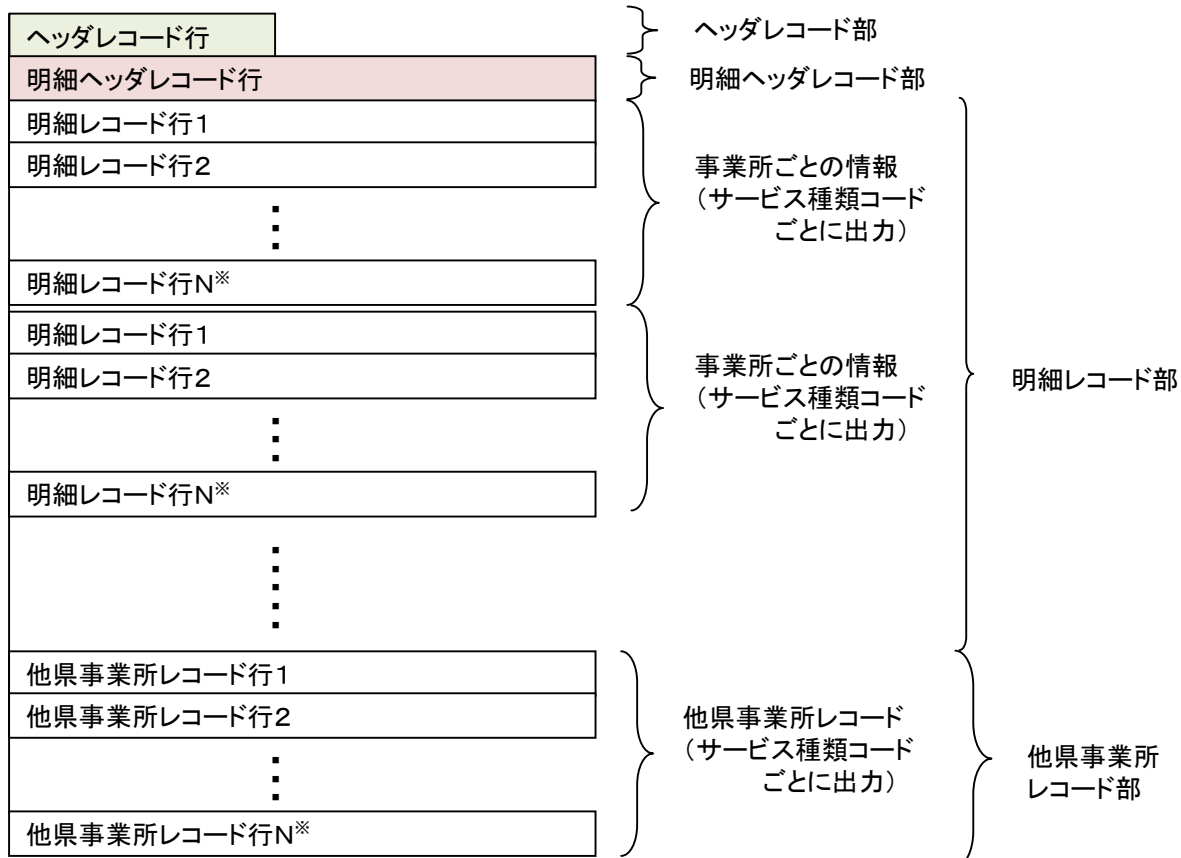 ヘッダレコード行
ヘッダレコード部
明細ヘッダレコード行
明細ヘッダレコード部
明細レコード行1
明細レコード行2
明細レコード行N※
事業所ごとの情報
(サービス種類コード
ごとに出力)
明細レコード行1
明細レコード行2
明細レコード行N※
事業所ごとの情報
(サービス種類コード
ごとに出力)
明細レコード部
他県事業所レコード行1
他県事業所レコード行2
他県事業所レコード行N※
他県事業所レコード
(サービス種類コード
ごとに出力)
他県事業所
レコード部